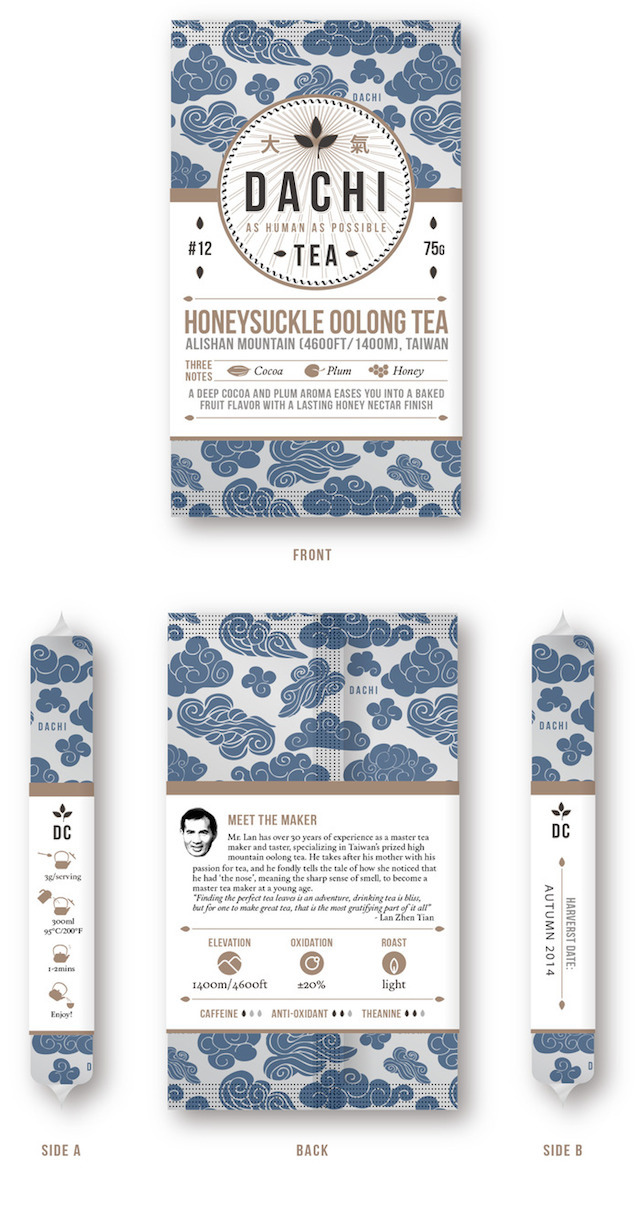 DACHI
大 氣
DACHI
AS HUMAN AS POSSIBLE
TEA
#12
75G
HONEYSUCKLE OOLONG TEA
ALISHAN MOUNTAIN (4600FT/1400M), TAIWAN
THREE
NOTES
Cocoa
Plum
Honey
A DEEP COCOA AND PLUM AROMA EASES YOU INTO A BAKED
FRUIT FLAVOR WITH A LASTING HONEY NECTAR FINISH
FRONT
DACHI
DC
3g/serving
300ml
95°C/200°F
1-2mins
Enjoy!
D
SIDE A
DACHI
MEET THE MAKER
Mr. Lan has over 30 years of experience as a master tea
maker and taster, specializing in Taiwan's prized high
mountain oolong tea. He takes after his mother with his
passion for tea, and he fondly tells the tale of how she noticed that
he had 'the nose', meaning the sharp sense of smell, to become a
master tea maker at a young age.
"Finding the perfect tea leaves is an adventure, drinking tea is bliss,
but for one to make great tea, that is the most gratifying part of it all"
- Lan Zhen Tian
ELEVATION
OXIDATION
ROAST
1400m/4600ft
±20%
light
CAFFEINE
ANTI-OXIDANT
THEANINE
BACK
DACHI
DC
HARVERST DATE:
AUTUMN 2014
D
SIDE B